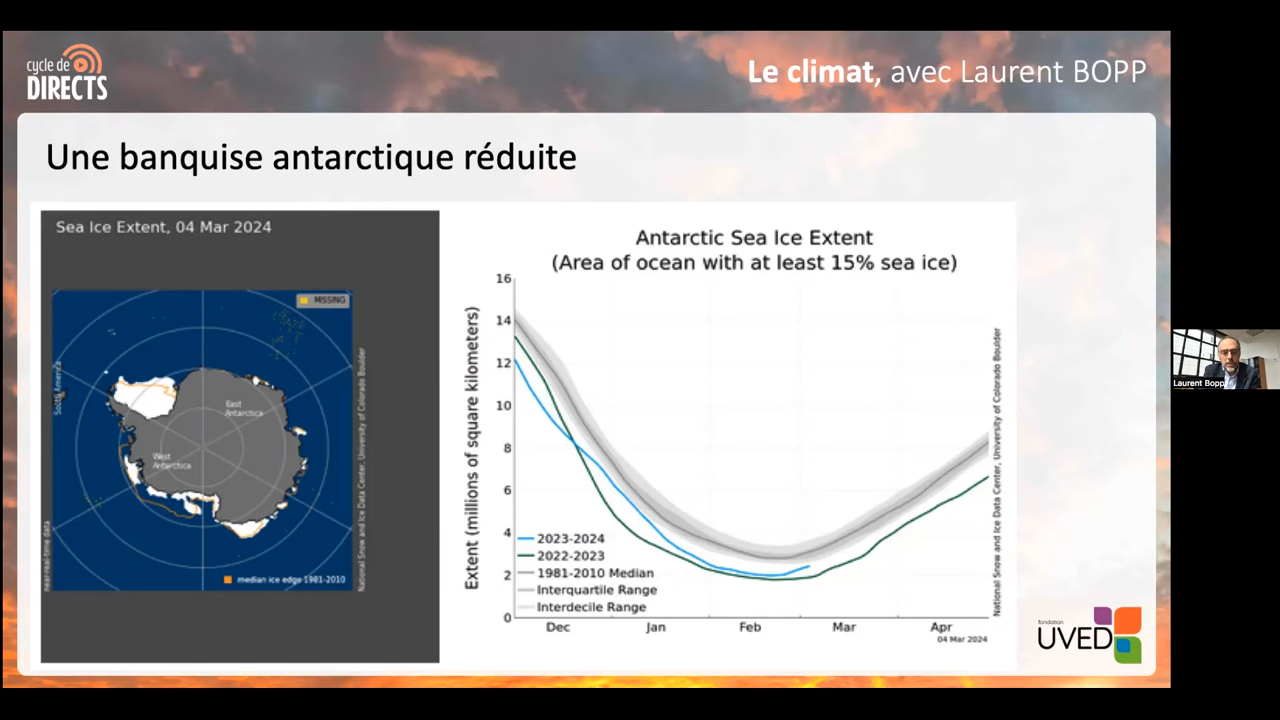 cycle de
DIRECTS
Le climat, avec Laurent BOPP
Une banquise antarctique réduite
Sea Ice Extent, 04 Mar 2024
MISSING
South America
East
Antarctica
West
Antarctica
near-real-time data
median ice edge 1981-2010
National Snow and Ice Data Center, University of Colorado Boulder
Antarctic Sea Ice Extent
(Area of ocean with at least 15% sea ice)
Extent (millions of square kilometers)
16
14
12
10
8
6
4
2
0
2023-2024
2022-2023
1981-2010 Median
Interquartile Range
Interdecile Range
Dec
Jan
Feb
Mar
Apr
04 Mar 2024
National Snow and Ice Data Center, University of Colorado Boulder
fondation
UVED
Laurent Bopp